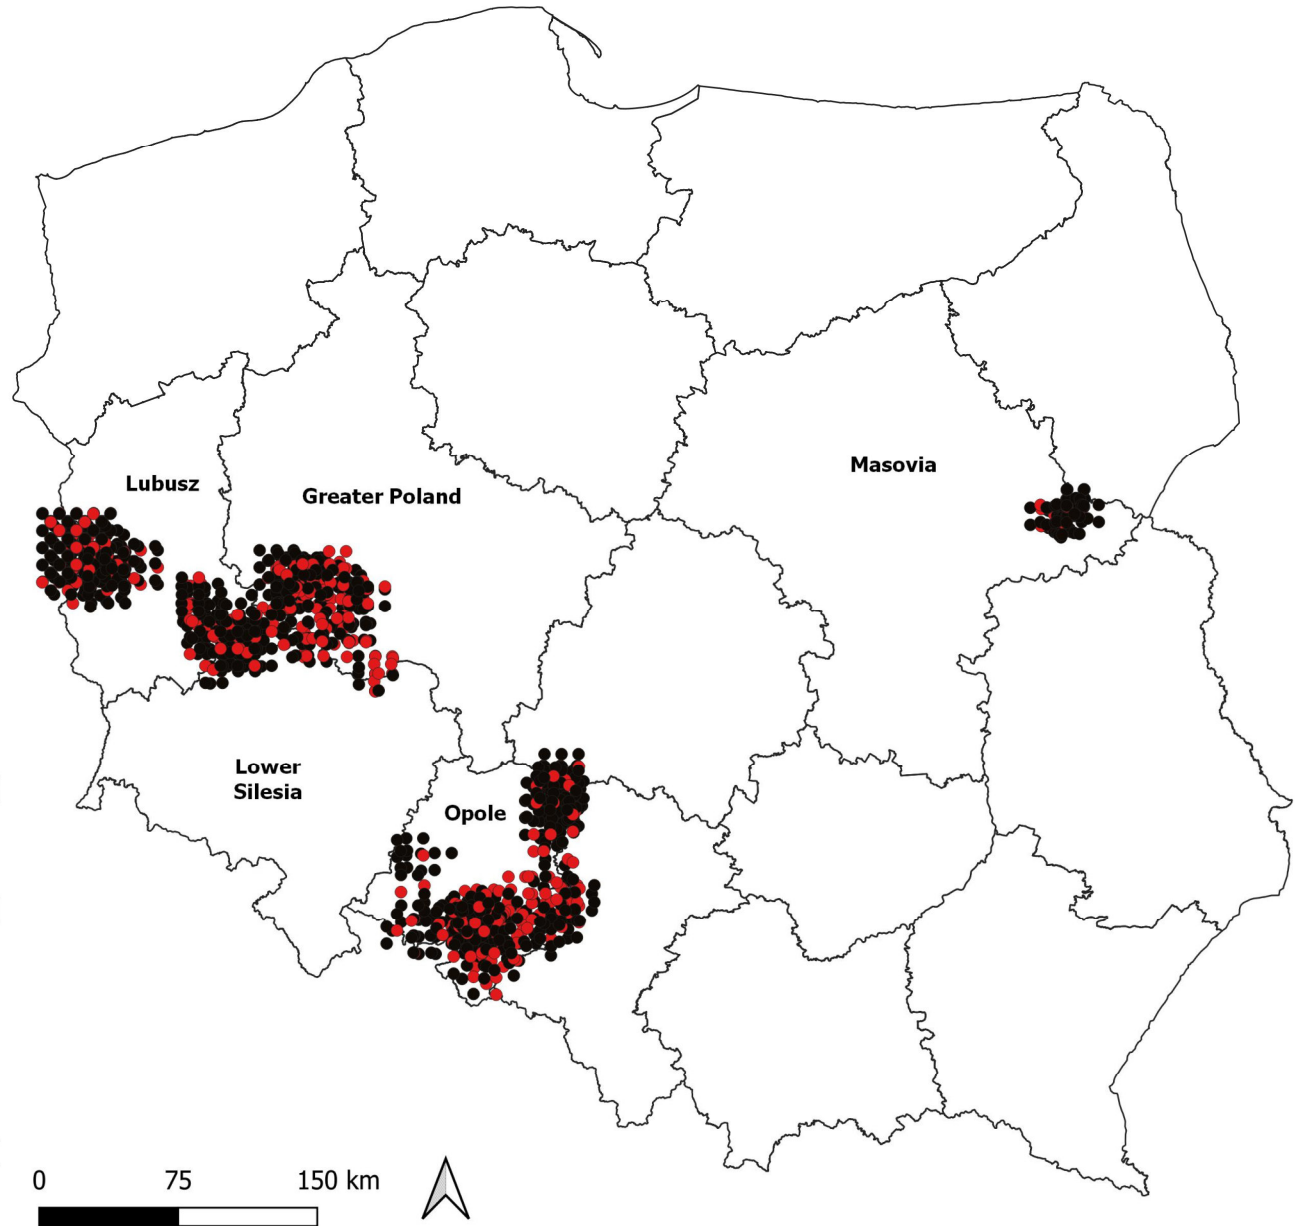 Masovia
Lubusz
Greater Poland
Lower
Silesia
Opole
0 75 150 km